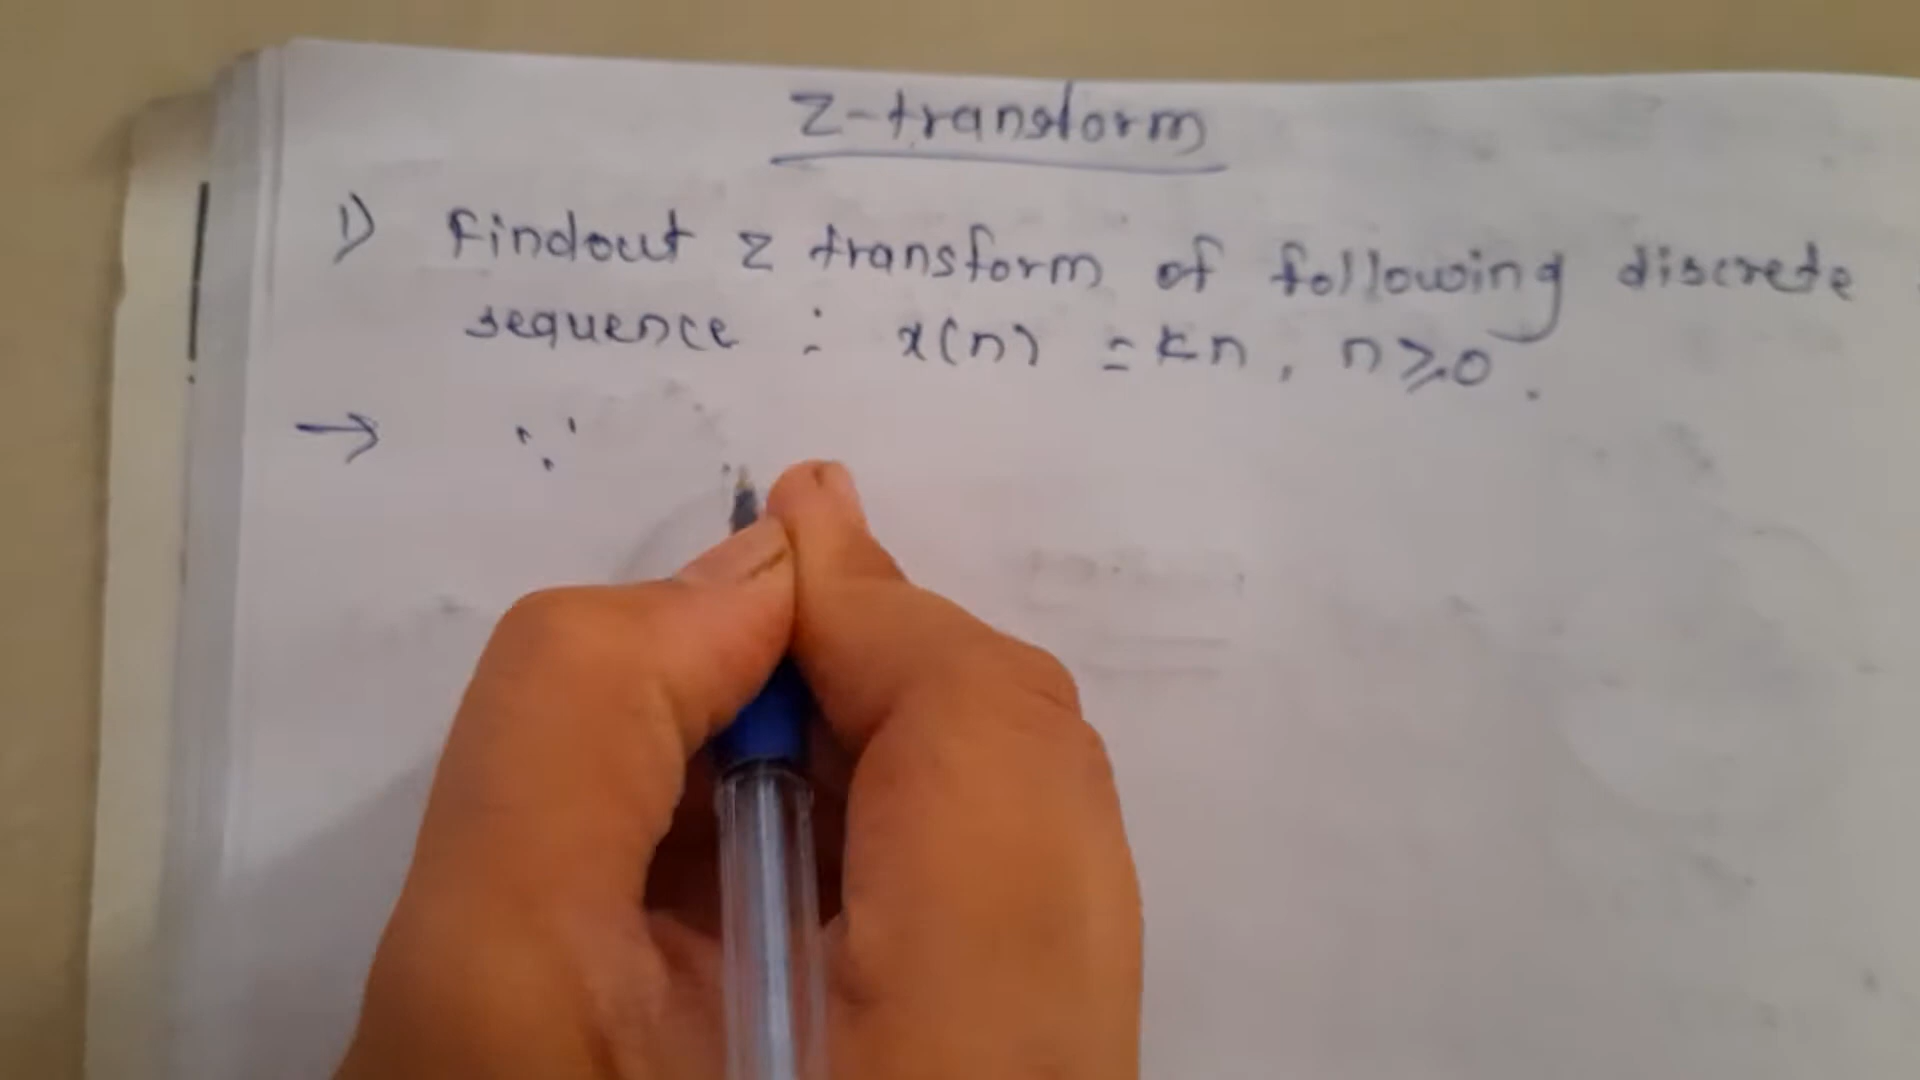 Z-transform
1) Findout z transform of following discrete
sequence : x(n) = kn, n ≥ 0.
→ ∵